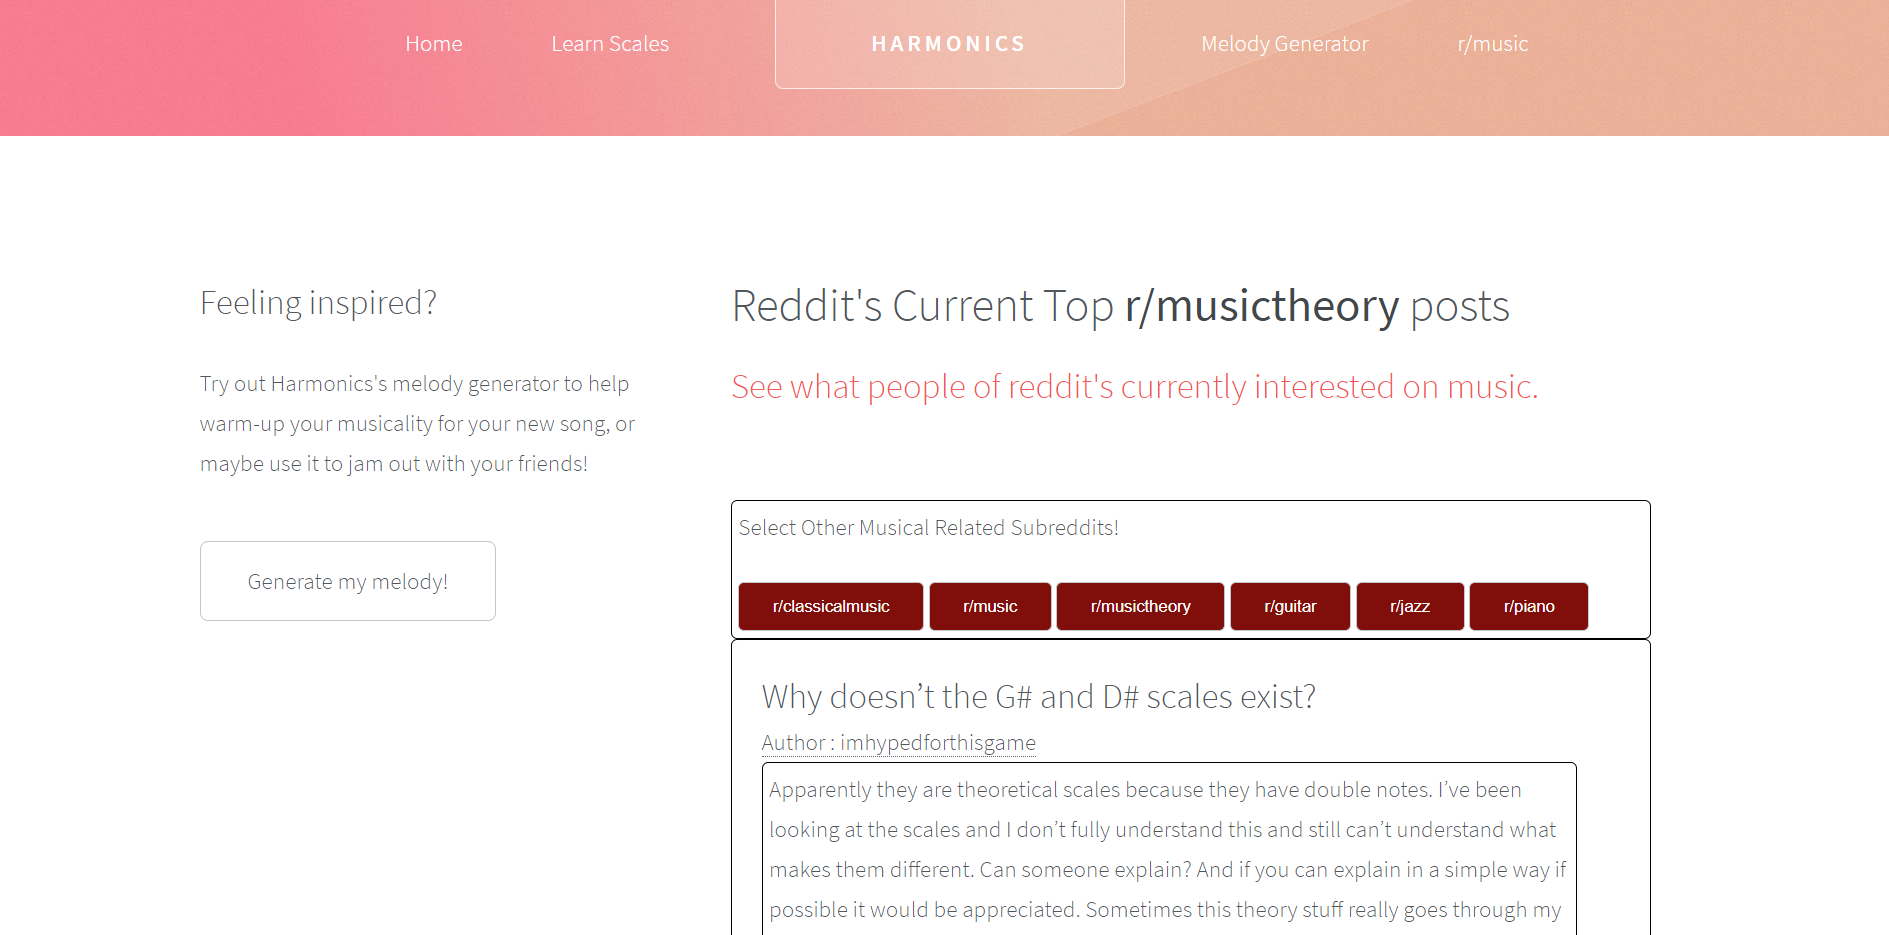 Home
Learn Scales
HARMONICS
Melody Generator
r/music
Feeling inspired?
Try out Harmonics's melody generator to help
warm-up your musicality for your new song, or
maybe use it to jam out with your friends!
Generate my melody!
Reddit's Current Top r/musictheory posts
See what people of reddit's currently interested on music.
Select Other Musical Related Subreddits!
r/classicalmusic
r/music
r/musictheory
r/guitar
r/jazz
r/piano
Why doesn’t the G# and D# scales exist?
Author : imhypedforthisgame
Apparently they are theoretical scales because they have double notes. I’ve been
looking at the scales and I don’t fully understand this and still can’t understand what
makes them different. Can someone explain? And if you can explain in a simple way if
possible it would be appreciated. Sometimes this theory stuff really goes through my